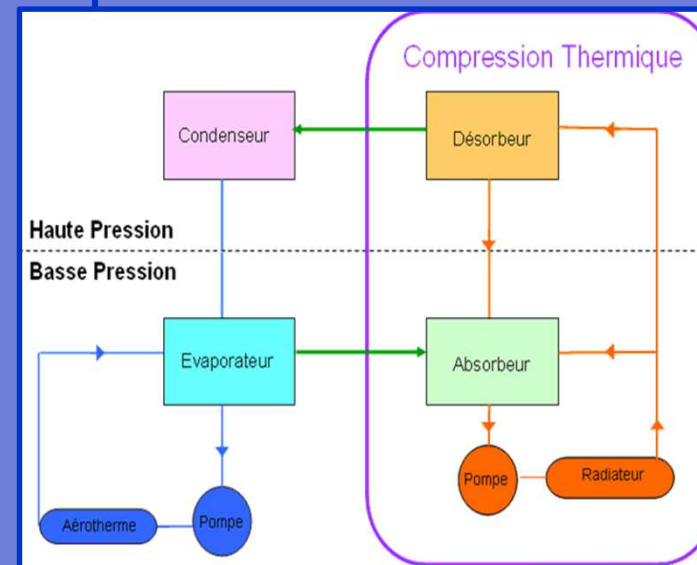 Compression Thermique
Condenseur
Désorbeur
Haute Pression
Basse Pression
Evaporateur
Absorbeur
Pompe
Radiateur
Aérotherme
Pompe